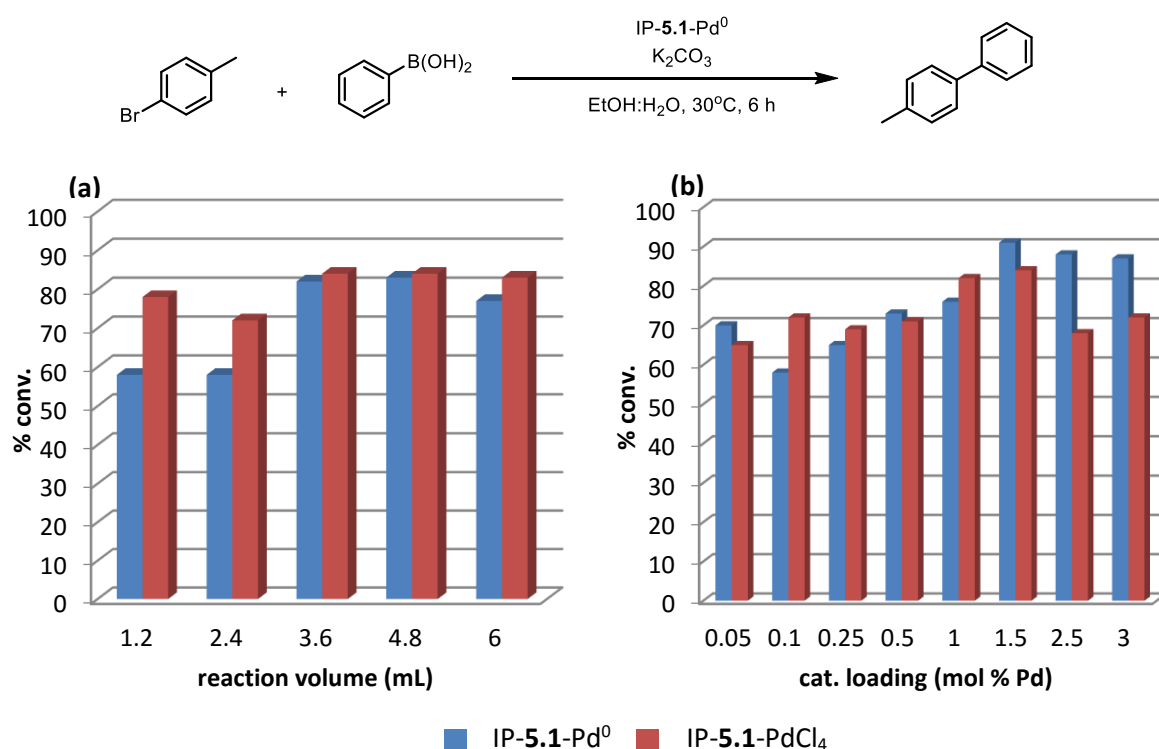 IP-5.1-Pd⁰
K₂CO₃
EtOH:H₂O, 30°C, 6 h
Br
+
B(OH)₂
(a)
100
90
80
70
60
50
40
30
20
10
0
% conv.
1.2 2.4 3.6 4.8 6
reaction volume (mL)
(b)
100
90
80
70
60
50
40
30
20
10
0
% conv.
0.05 0.1 0.25 0.5 1 1.5 2.5 3
cat. loading (mol % Pd)
IP-5.1-Pd⁰ IP-5.1-PdCl₄